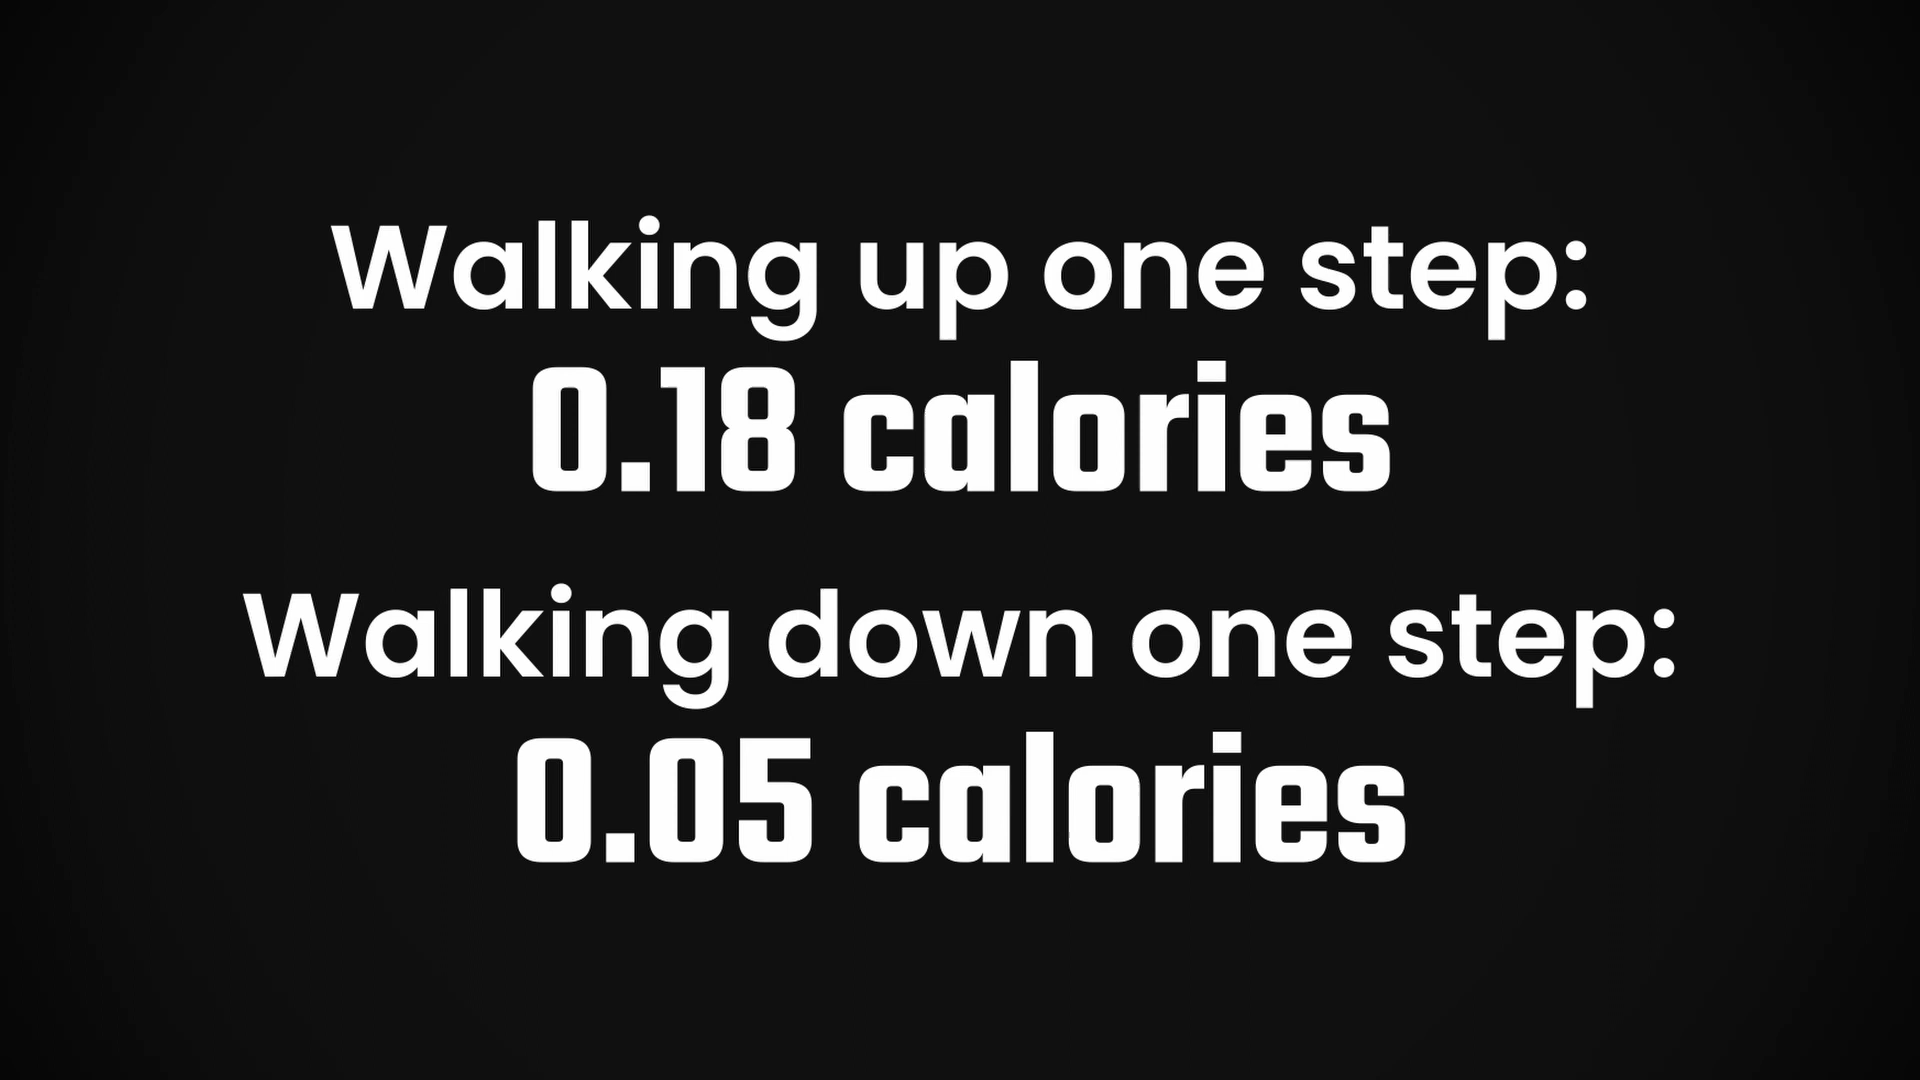 Walking up one step:
0.18 calories
Walking down one step:
0.05 calories